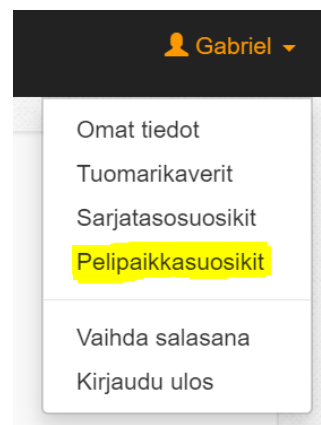 Gabriel
Omat tiedot
Tuomarikaverit
Sarjatasosuosikit
Pelipaikkasuosikit
Vaihda salasana
Kirjaudu ulos